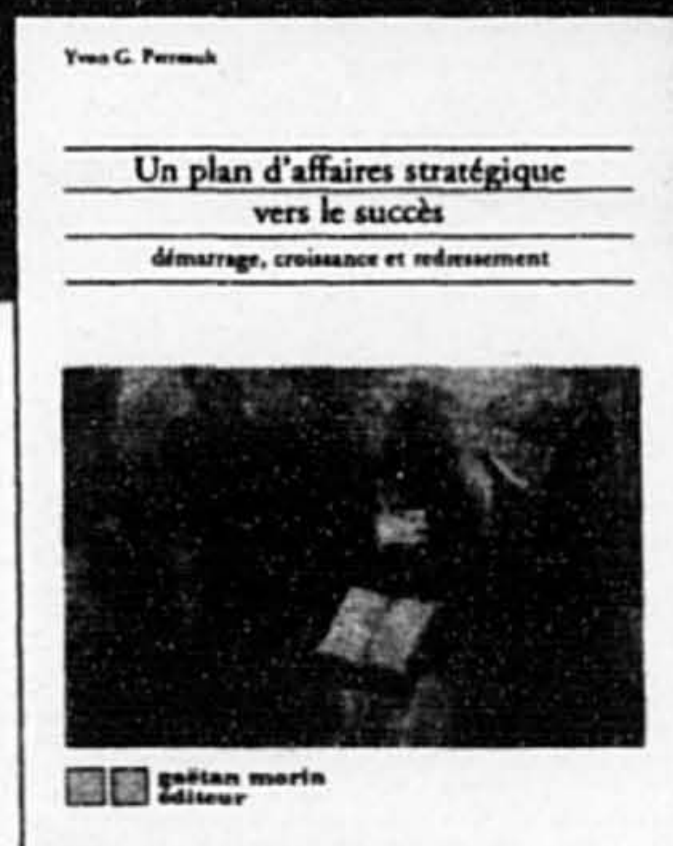 Yvon G. Perreault
Un plan d'affaires stratégique
vers le succès
démarrage, croissance et redressement
gaëtan morin
éditeur